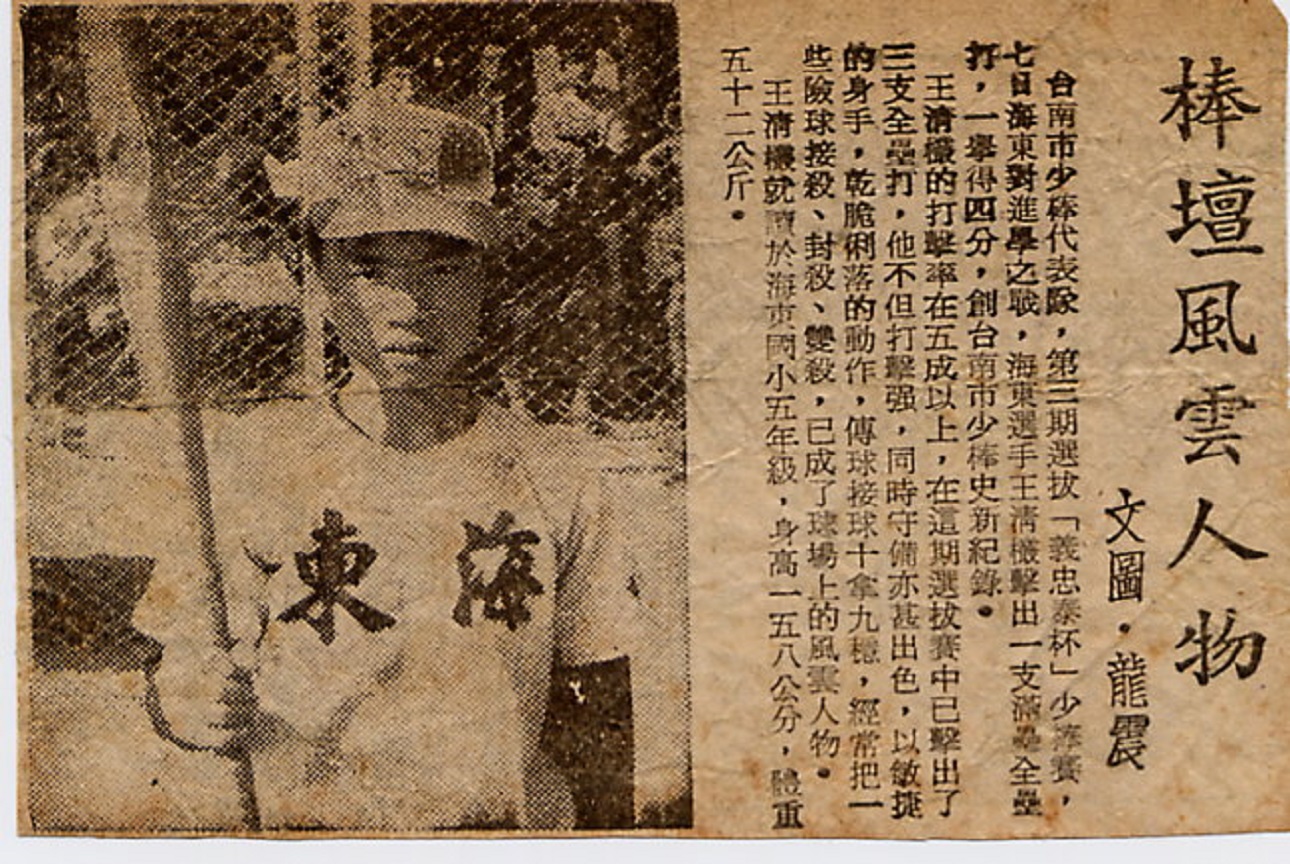 棒壇風雲人物
文圖・龍震
台南市少棒代表隊，第三期選拔「義忠泰杯」少棒賽，
七日海東對進學之戰，海東選手王清欉擊出一支滿壘全壘
打，一舉得四分，創台南市少棒史新紀錄。
王清欉的打擊率在五成以上，在這期選拔賽中已擊出了
三支全壘打，他不但打擊强，同時守備亦甚出色，以敏捷
的身手，乾脆俐落的動作，傳球接球十拿九穩，經常把一
些險球接殺、封殺、雙殺，已成了球場上的風雲人物。
王清欉就讀於海東國小五年級，身高一五八公分，體重
五十二公斤。
海東